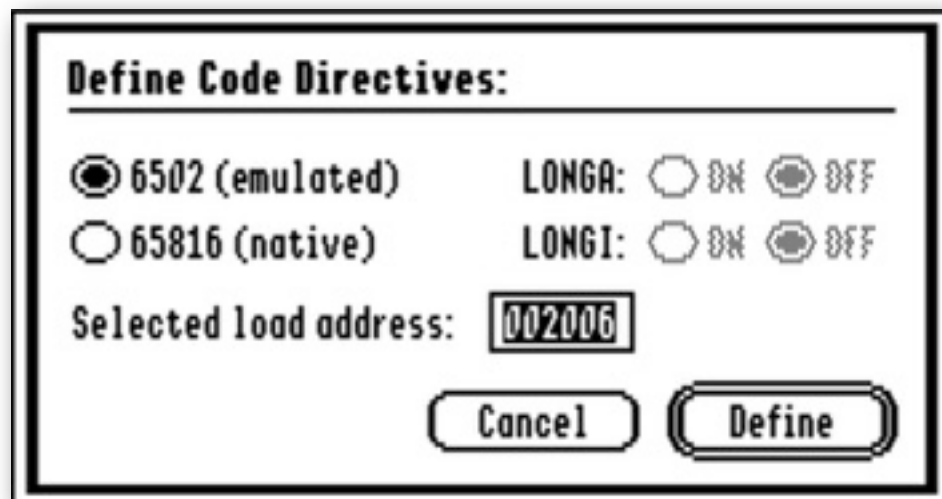 Define Code Directives:
6502 (emulated) LONGA: ON OFF
65816 (native) LONGI: ON OFF
Selected load address: 002006
Cancel Define